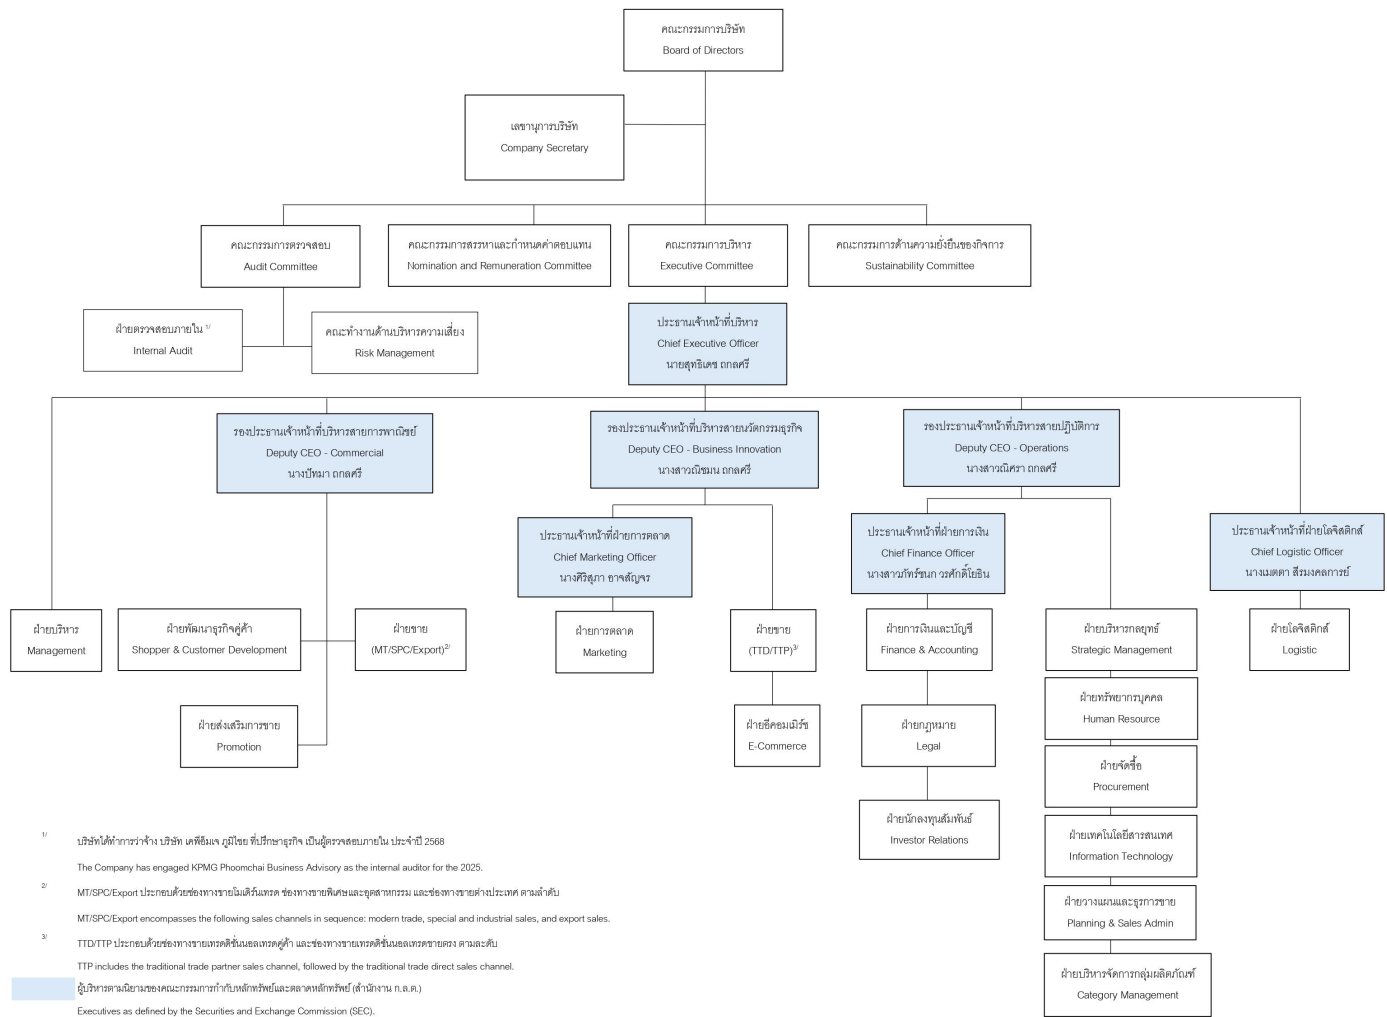 คณะกรรมการบริษัท
Board of Directors
เลขานุการบริษัท
Company Secretary
คณะกรรมการตรวจสอบ
Audit Committee
คณะกรรมการสรรหาและกำหนดค่าตอบแทน
Nomination and Remuneration Committee
คณะกรรมการบริหาร
Executive Committee
คณะกรรมการด้านความยั่งยืนของกิจการ
Sustainability Committee
ฝ่ายตรวจสอบภายใน 1/
Internal Audit
คณะทำงานด้านบริหารความเสี่ยง
Risk Management
ประธานเจ้าหน้าที่บริหาร
Chief Executive Officer
นายสุทธิเดช ถกลศรี
รองประธานเจ้าหน้าที่บริหารสายการพาณิชย์
Deputy CEO - Commercial
นางปัทมา ถกลศรี
รองประธานเจ้าหน้าที่บริหารสายนวัตกรรมธุรกิจ
Deputy CEO - Business Innovation
นางสาวณิชมน ถกลศรี
รองประธานเจ้าหน้าที่บริหารสายปฏิบัติการ
Deputy CEO - Operations
นางสาวณิศรา ถกลศรี
ประธานเจ้าหน้าที่ฝ่ายการตลาด
Chief Marketing Officer
นางศิริสุภา อาจสัญจร
ประธานเจ้าหน้าที่ฝ่ายการเงิน
Chief Finance Officer
นางสาวภัทร์ชนก วรศักดิ์โยธิน
ประธานเจ้าหน้าที่ฝ่ายโลจิสติกส์
Chief Logistic Officer
นางเมตตา สิรมงคลการย์
ฝ่ายบริหาร
Management
ฝ่ายพัฒนาธุรกิจคู่ค้า
Shopper & Customer Development
ฝ่ายขาย
(MT/SPC/Export)2/
ฝ่ายการตลาด
Marketing
ฝ่ายขาย
(TTD/TTP)3/
ฝ่ายการเงินและบัญชี
Finance & Accounting
ฝ่ายบริหารกลยุทธ์
Strategic Management
ฝ่ายโลจิสติกส์
Logistic
ฝ่ายส่งเสริมการขาย
Promotion
ฝ่ายอีคอมเมิร์ซ
E-Commerce
ฝ่ายกฎหมาย
Legal
ฝ่ายทรัพยากรบุคคล
Human Resource
ฝ่ายจัดซื้อ
Procurement
ฝ่ายนักลงทุนสัมพันธ์
Investor Relations
ฝ่ายเทคโนโลยีสารสนเทศ
Information Technology
ฝ่ายวางแผนและธุรการขาย
Planning & Sales Admin
ฝ่ายบริหารจัดการกลุ่มผลิตภัณฑ์
Category Management
1/ บริษัทได้ทำการว่าจ้าง บริษัท เคพีเอ็มเจ ภูมิไชย ที่ปรึกษาธุรกิจ เป็นผู้ตรวจสอบภายใน ประจำปี 2568
The Company has engaged KPMG Phoomchai Business Advisory as the internal auditor for the 2025.
2/ MT/SPC/Export ประกอบด้วยช่องทางขายโมเดิร์นเทรด ช่องทางขายพิเศษและอุตสาหกรรม และช่องทางขายต่างประเทศ ตามลำดับ
MT/SPC/Export encompasses the following sales channels in sequence: modern trade, special and industrial sales, and export sales.
3/ TTD/TTP ประกอบด้วยช่องทางขายเทรดดิชั่นนอลเทรดคู่ค้า และช่องทางขายเทรดดิชั่นนอลเทรดขายตรง ตามละดับ
TTP includes the traditional trade partner sales channel, followed by the traditional trade direct sales channel.
ผู้บริหารตามนิยามของคณะกรรมการกำกับหลักทรัพย์และตลาดหลักทรัพย์ (สำนักงาน ก.ล.ต.)
Executives as defined by the Securities and Exchange Commission (SEC).